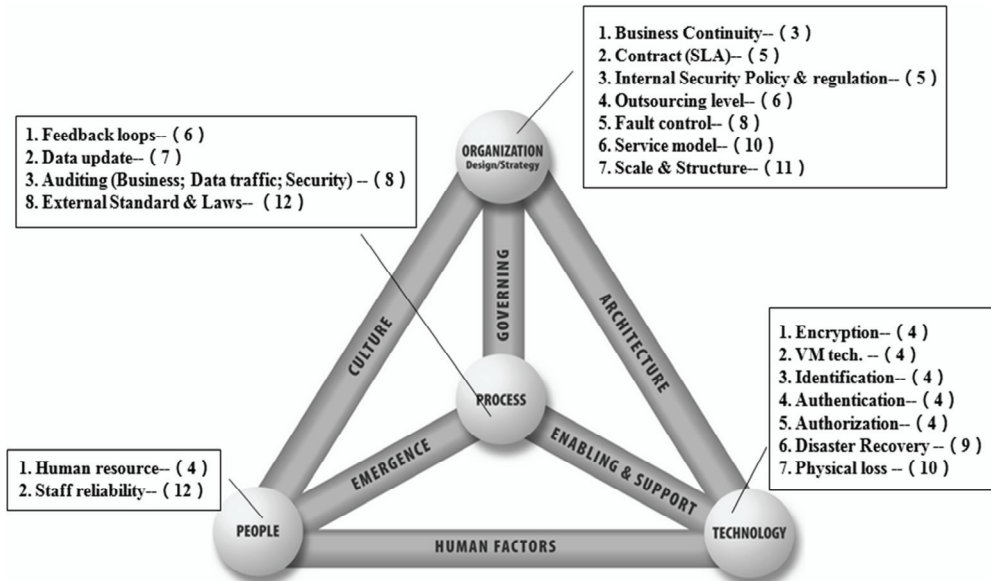 1. Business Continuity-- ( 3 )
2. Contract (SLA)-- ( 5 )
3. Internal Security Policy & regulation-- ( 5 )
4. Outsourcing level-- ( 6 )
5. Fault control-- ( 8 )
6. Service model-- ( 10 )
7. Scale & Structure-- ( 11 )
1. Feedback loops-- ( 6 )
2. Data update-- ( 7 )
3. Auditing (Business; Data traffic; Security) -- ( 8 )
8. External Standard & Laws-- ( 12 )
ORGANIZATION
Design/Strategy
CULTURE
GOVERNING
ARCHITECTURE
1. Encryption-- ( 4 )
2. VM tech. -- ( 4 )
3. Identification-- ( 4 )
4. Authentication-- ( 4 )
5. Authorization-- ( 4 )
6. Disaster Recovery -- ( 9 )
7. Physical loss -- ( 10 )
PROCESS
EMERGENCE
ENABLING & SUPPORT
1. Human resource-- ( 4 )
2. Staff reliability-- ( 12 )
PEOPLE
HUMAN FACTORS
TECHNOLOGY